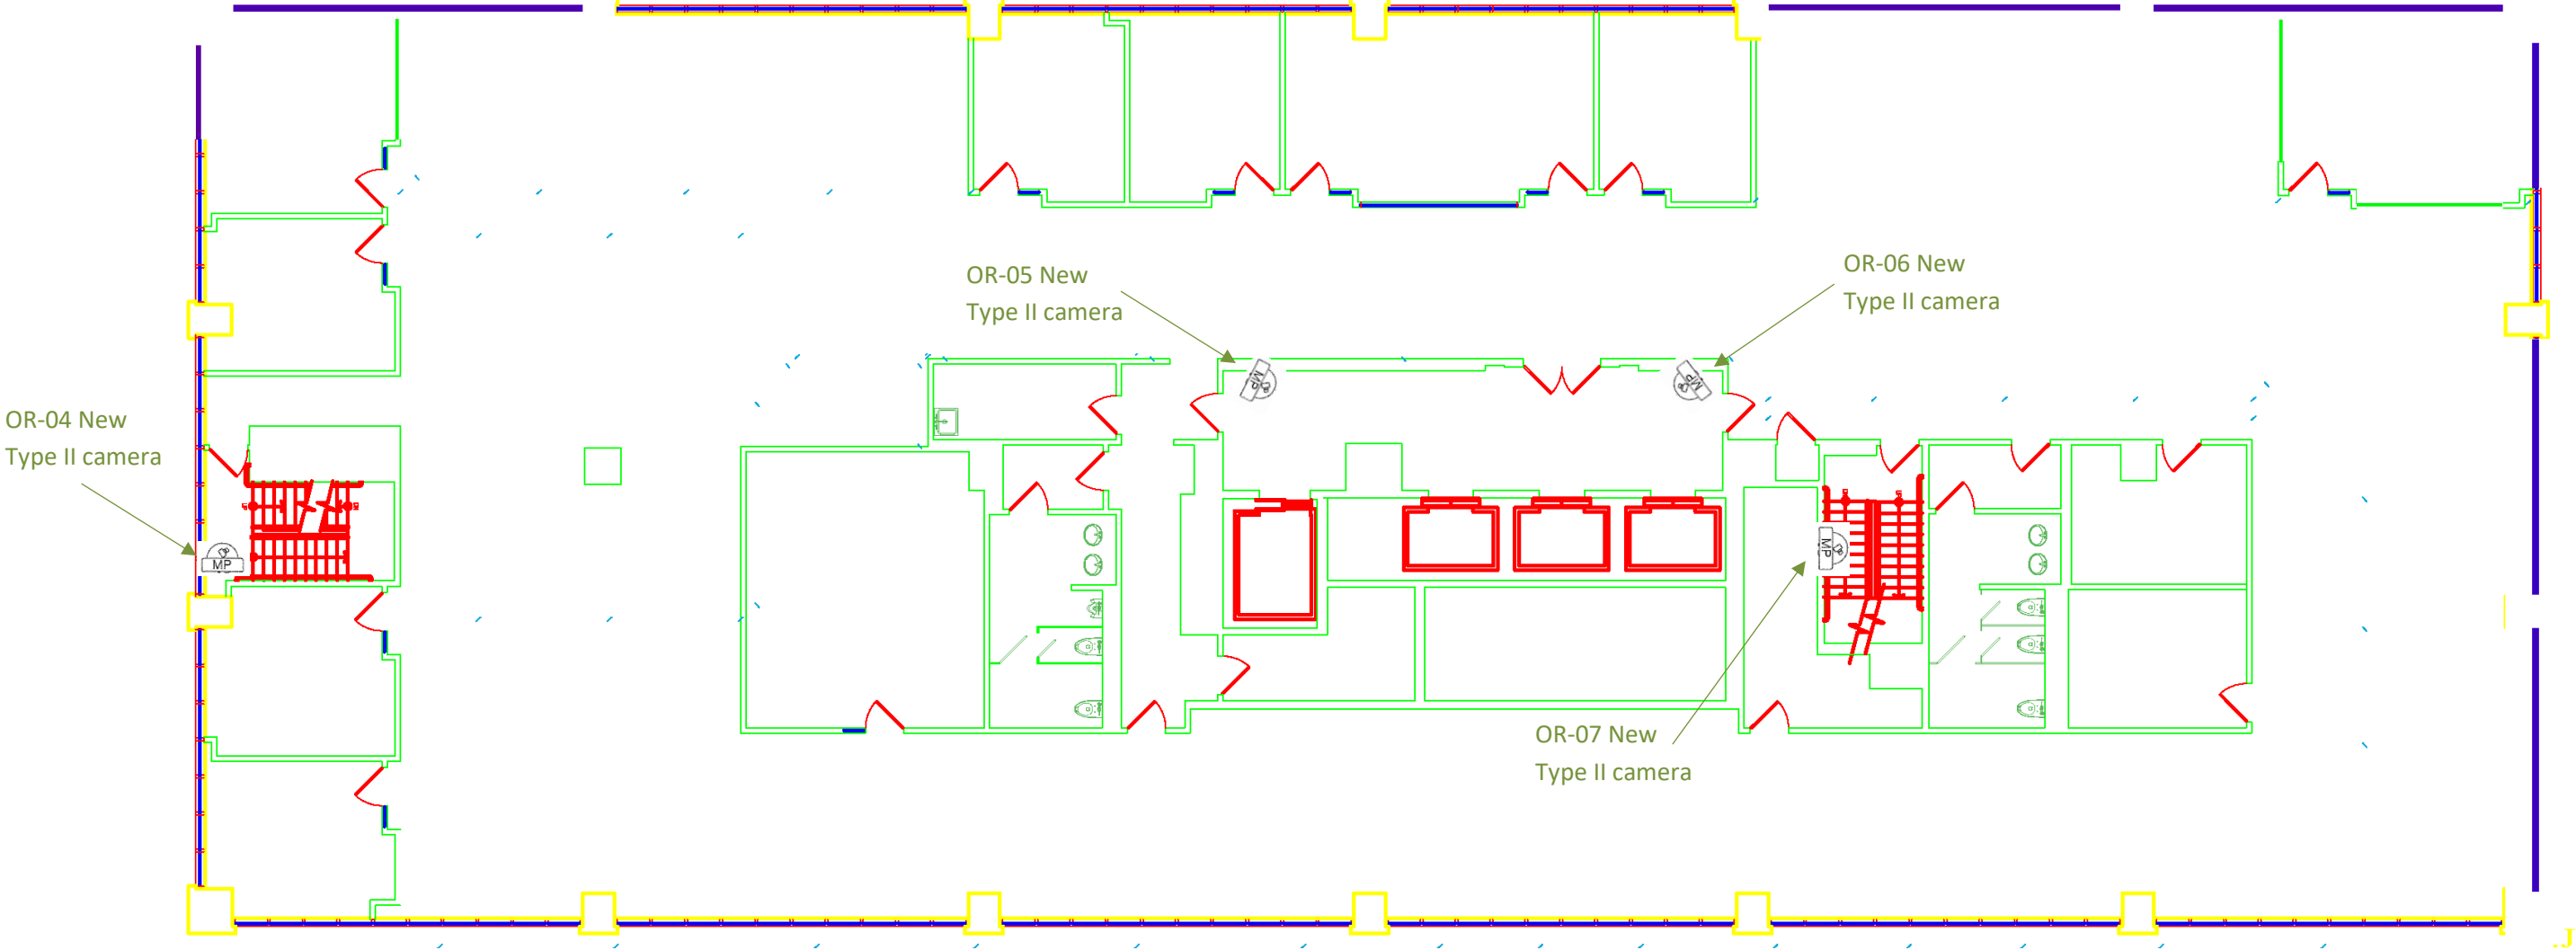 OR-05 New
Type II camera
OR-06 New
Type II camera
OR-04 New
Type II camera
MP
MP
MP
MP
OR-07 New
Type II camera